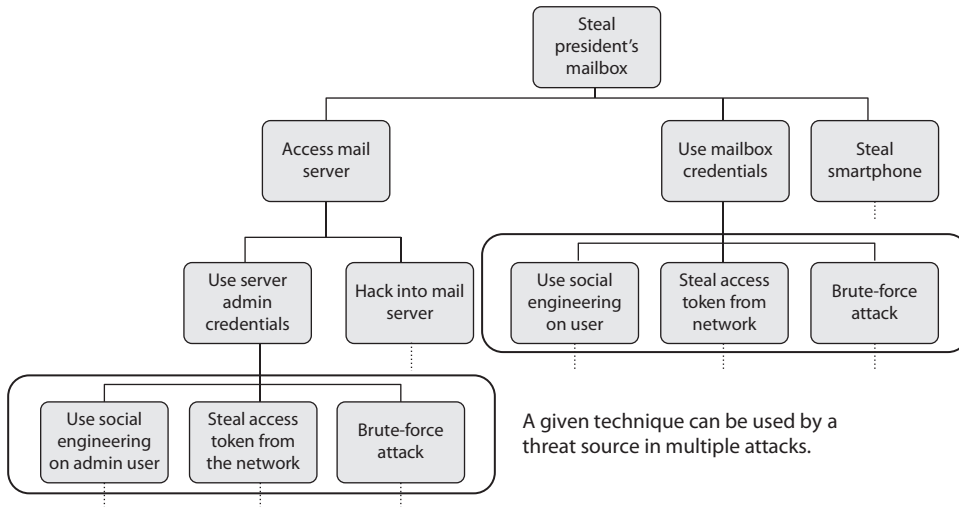 Steal
president's
mailbox
Access mail
server
Use mailbox
credentials
Steal
smartphone
Use server
admin
credentials
Hack into mail
server
Use social
engineering
on user
Steal access
token from
network
Brute-force
attack
Use social
engineering
on admin user
Steal access
token from
the network
Brute-force
attack
A given technique can be used by a
threat source in multiple attacks.